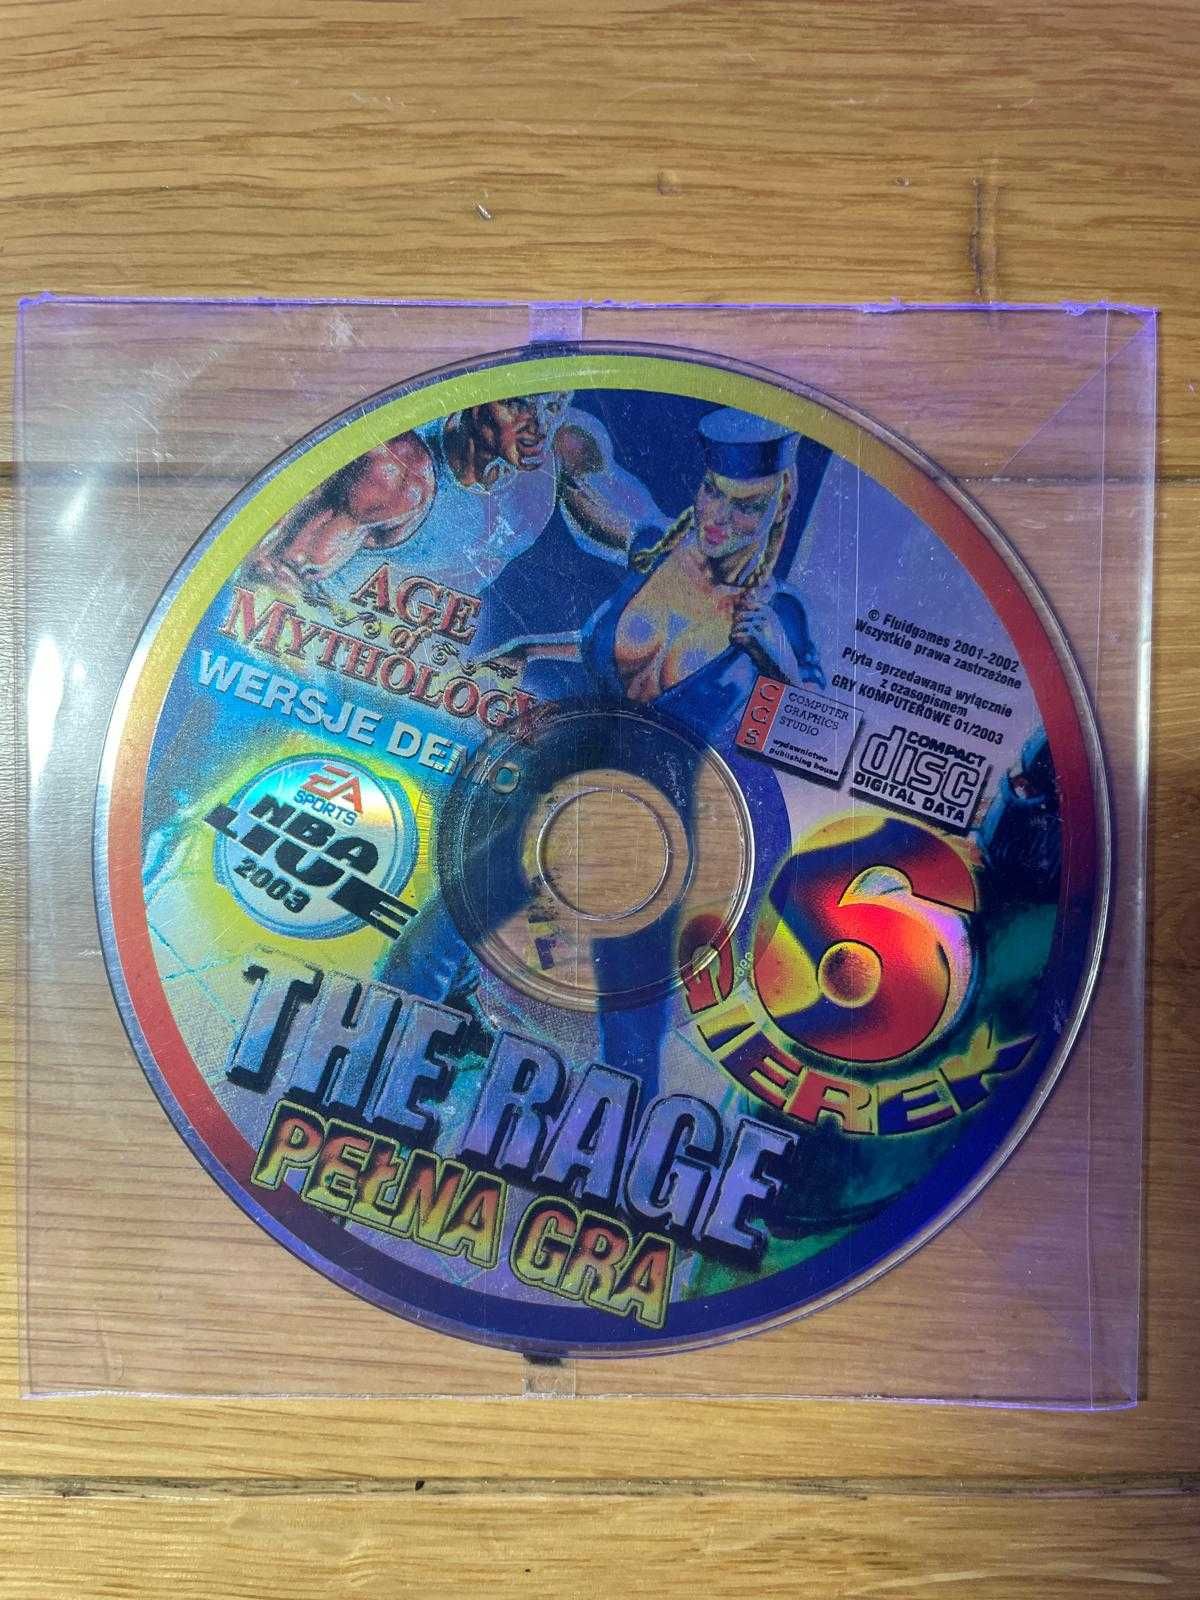 AGE
of
MYTHOLOGY
WERSJE DEMO
EA
SPORTS
NBA
LIVE
2003
© Fluidgames 2001-2002
Wszystkie prawa zastrzeżone
Płyta sprzedawana wyłącznie
z czasopismem
GRY KOMPUTEROWE 01/2003
CGS
COMPUTER
GRAPHICS
STUDIO
wydawnictwo
publishing house
COMPACT
disc
DIGITAL DATA
6
GIEREK
THE RAGE
PEŁNA GRA